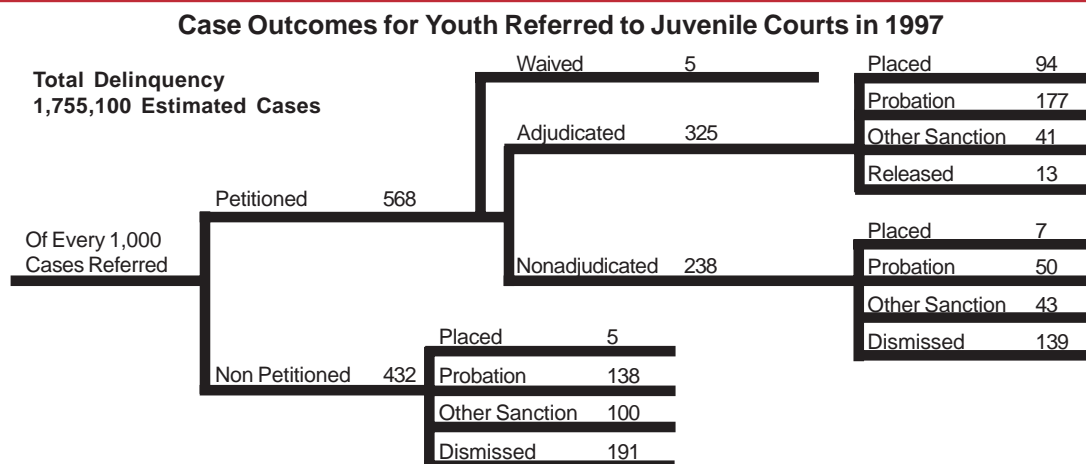 Case Outcomes for Youth Referred to Juvenile Courts in 1997
Total Delinquency
1,755,100 Estimated Cases
Of Every 1,000
Cases Referred
Petitioned 568
Waived 5
Adjudicated 325
Placed 94
Probation 177
Other Sanction 41
Released 13
Nonadjudicated 238
Placed 7
Probation 50
Other Sanction 43
Dismissed 139
Non Petitioned 432
Placed 5
Probation 138
Other Sanction 100
Dismissed 191